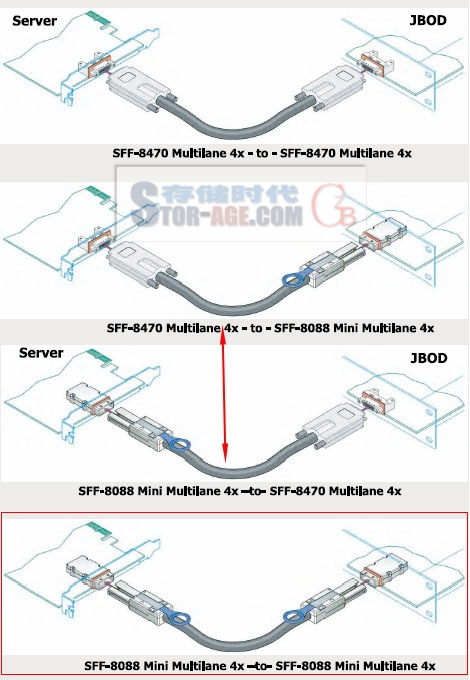 Server JBOD
SFF-8470 Multilane 4x - to - SFF-8470 Multilane 4x
存储时代
STOR-AGE.COM
SFF-8470 Multilane 4x - to - SFF-8088 Mini Multilane 4x
Server JBOD
SFF-8088 Mini Multilane 4x —to— SFF-8470 Multilane 4x
SFF-8088 Mini Multilane 4x —to— SFF-8088 Mini Multilane 4x